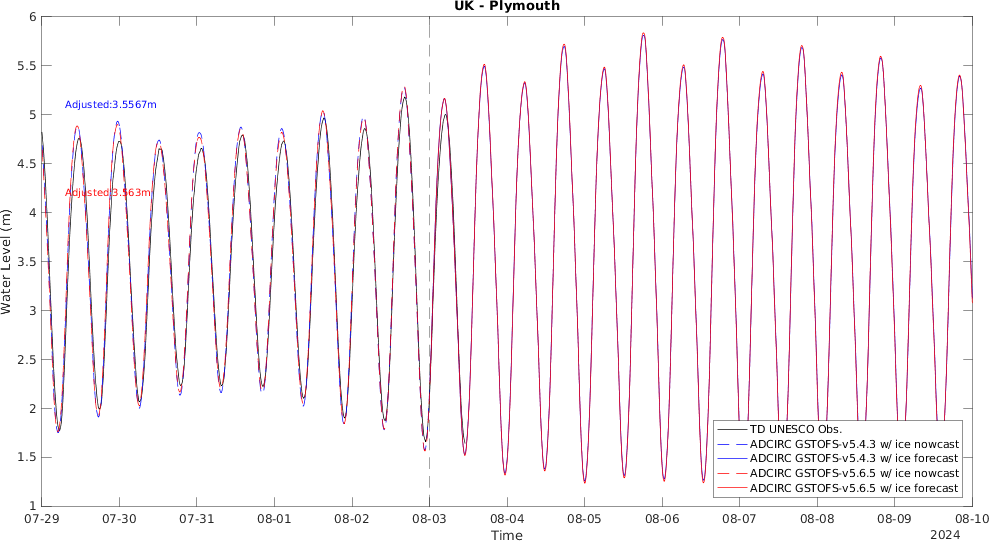 UK - Plymouth
6
5.5
5
4.5
4
3.5
3
2.5
2
1.5
1
Water Level (m)
Adjusted:3.5567m
Adjusted:3.563m
TD UNESCO Obs.
ADCIRC GSTOFS-v5.4.3 w/ ice nowcast
ADCIRC GSTOFS-v5.4.3 w/ ice forecast
ADCIRC GSTOFS-v5.6.5 w/ ice nowcast
ADCIRC GSTOFS-v5.6.5 w/ ice forecast
07-29 07-30 07-31 08-01 08-02 08-03 08-04 08-05 08-06 08-07 08-08 08-09 08-10
Time
2024